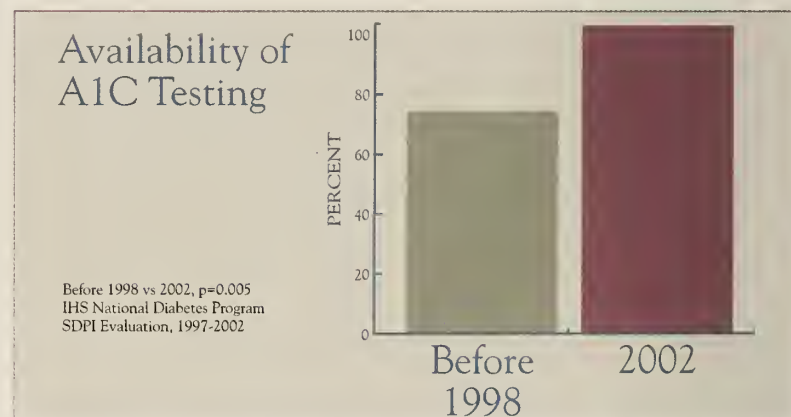 Availability of
A1C Testing
Before 1998 vs 2002, p=0.005
IHS National Diabetes Program
SDPI Evaluation, 1997-2002
PERCENT
100
80
60
40
20
0
Before
1998
2002